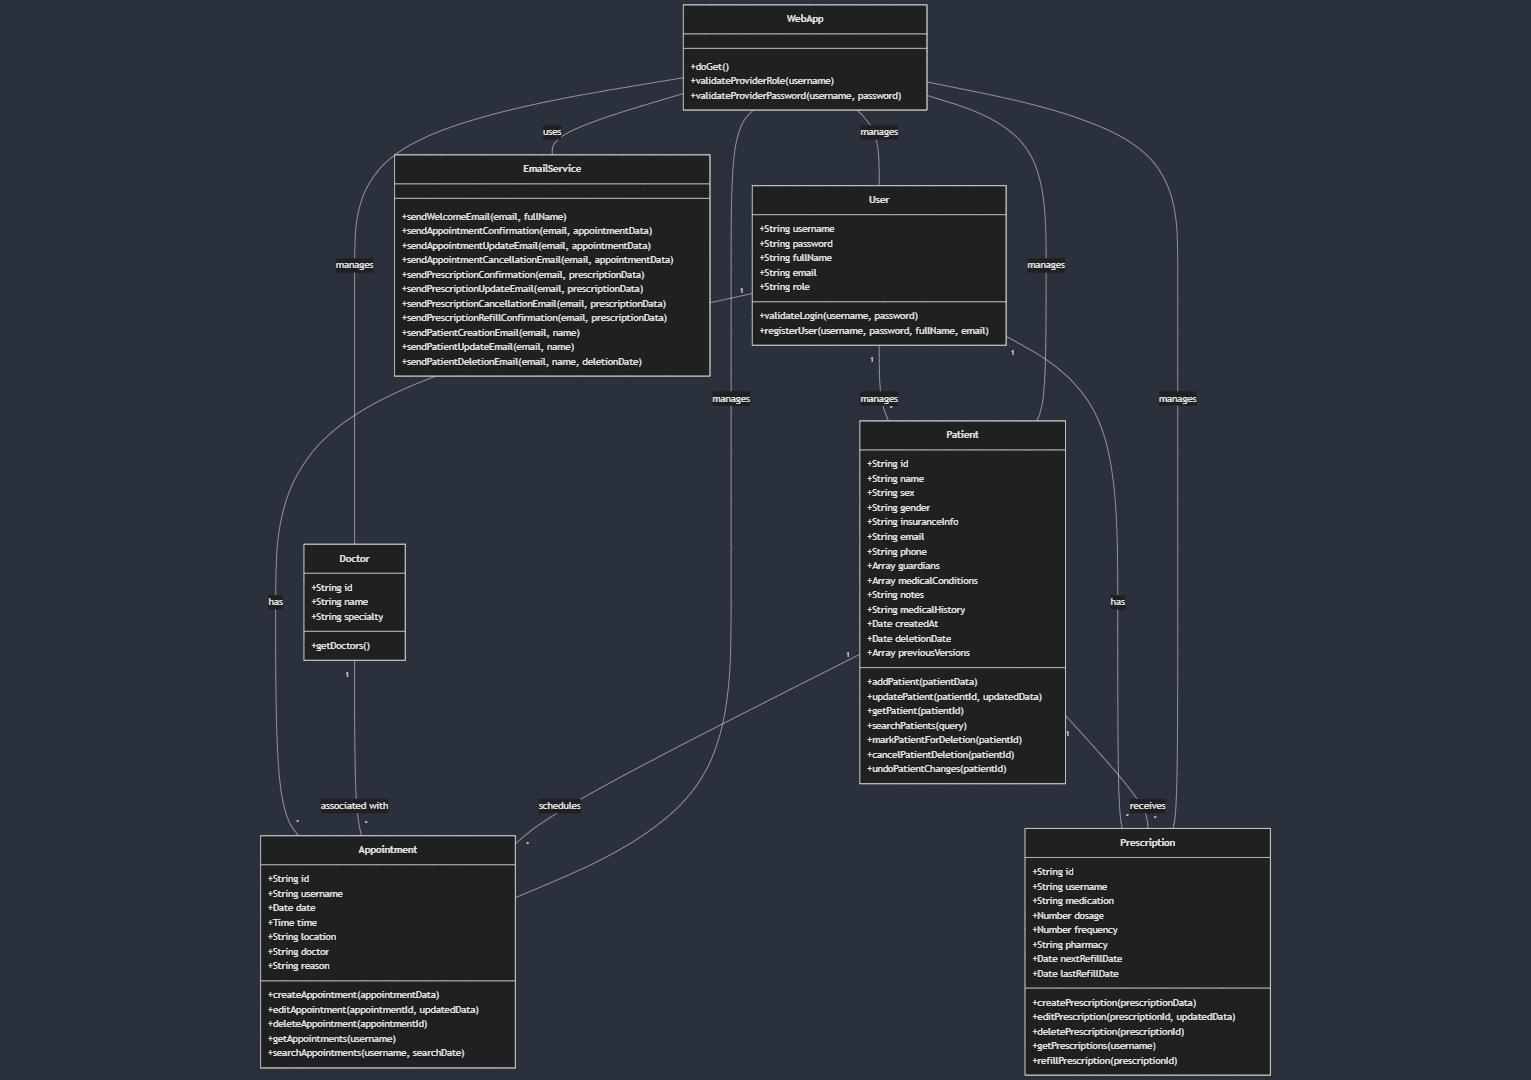 WebApp
+doGet()
+validateProviderRole(username)
+validateProviderPassword(username, password)
uses
manages
EmailService
+sendWelcomeEmail(email, fullName)
+sendAppointmentConfirmation(email, appointmentData)
+sendAppointmentUpdateEmail(email, appointmentData)
+sendAppointmentCancellationEmail(email, appointmentData)
+sendPrescriptionConfirmation(email, prescriptionData)
+sendPrescriptionUpdateEmail(email, prescriptionData)
+sendPrescriptionCancellationEmail(email, prescriptionData)
+sendPrescriptionRefillConfirmation(email, prescriptionData)
+sendPatientCreationEmail(email, name)
+sendPatientUpdateEmail(email, name)
+sendPatientDeletionEmail(email, name, deletionDate)
User
+String username
+String password
+String fullName
+String email
+String role
+validateLogin(username, password)
+registerUser(username, password, fullName, email)
manages
manages
1
1
1
manages
manages
*
manages
Patient
+String id
+String name
+String sex
+String gender
+String insuranceInfo
+String email
+String phone
+Array guardians
+Array medicalConditions
+String notes
+String medicalHistory
+Date createdAt
+Date deletionDate
+Array previousVersions
+addPatient(patientData)
+updatePatient(patientId, updatedData)
+getPatient(patientId)
+searchPatients(query)
+markPatientForDeletion(patientId)
+cancelPatientDeletion(patientId)
+undoPatientChanges(patientId)
Doctor
+String id
+String name
+String specialty
+getDoctors()
has
has
1
1
1
associated with
schedules
receives
*
*
*
*
*
Appointment
+String id
+String username
+Date date
+Time time
+String location
+String doctor
+String reason
+createAppointment(appointmentData)
+editAppointment(appointmentId, updatedData)
+deleteAppointment(appointmentId)
+getAppointments(username)
+searchAppointments(username, searchDate)
Prescription
+String id
+String username
+String medication
+Number dosage
+Number frequency
+String pharmacy
+Date nextRefillDate
+Date lastRefillDate
+createPrescription(prescriptionData)
+editPrescription(prescriptionId, updatedData)
+deletePrescription(prescriptionId)
+getPrescriptions(username)
+refillPrescription(prescriptionId)